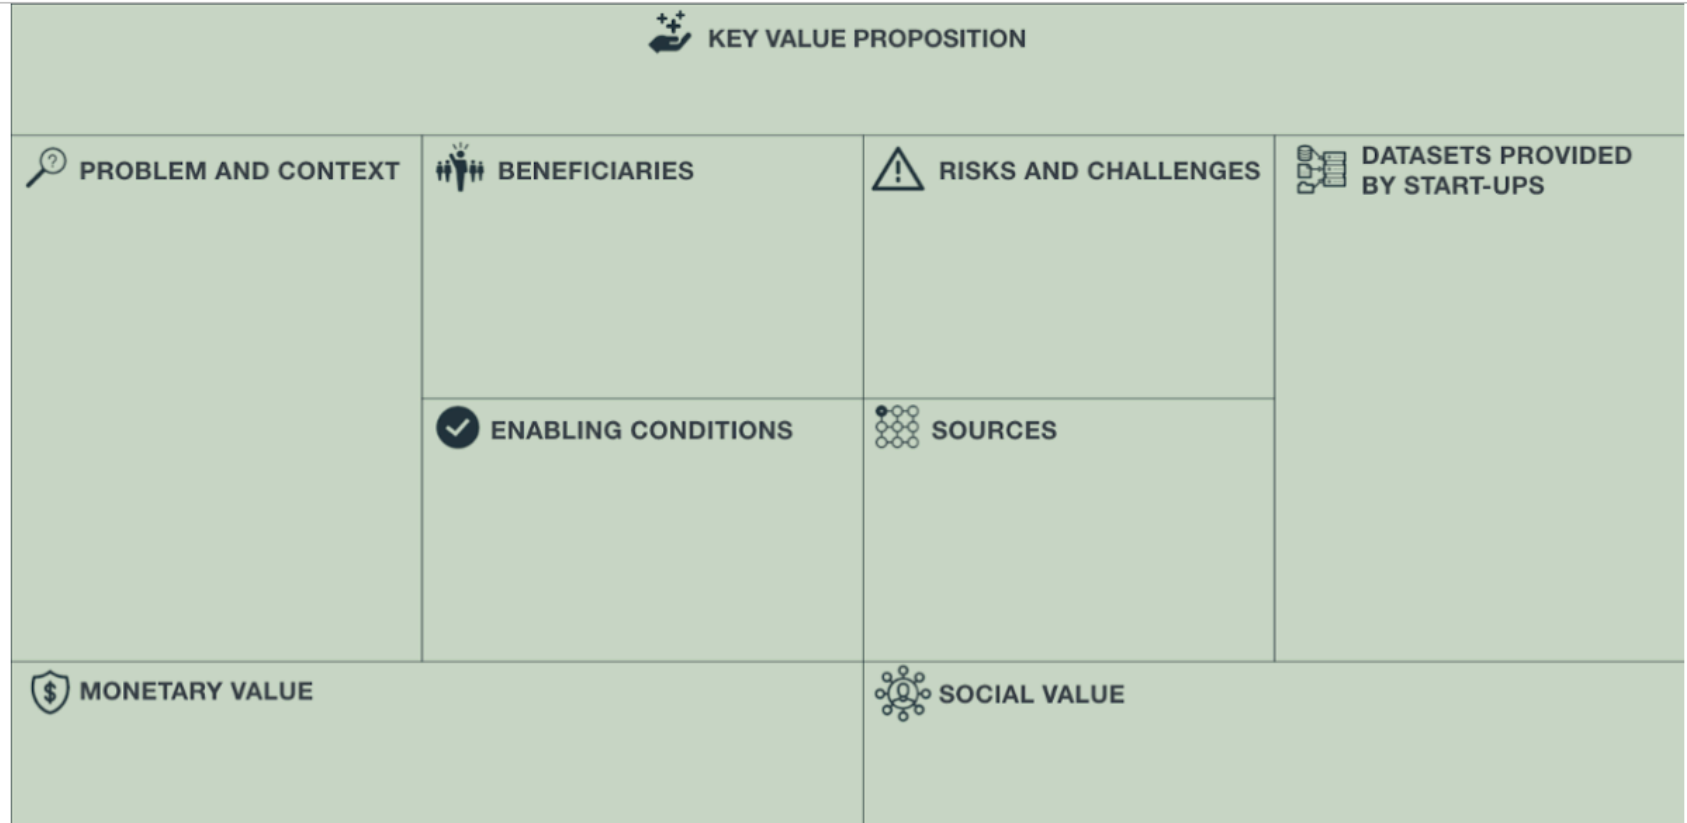 KEY VALUE PROPOSITION
PROBLEM AND CONTEXT
BENEFICIARIES
RISKS AND CHALLENGES
DATASETS PROVIDED
BY START-UPS
ENABLING CONDITIONS
SOURCES
MONETARY VALUE
SOCIAL VALUE